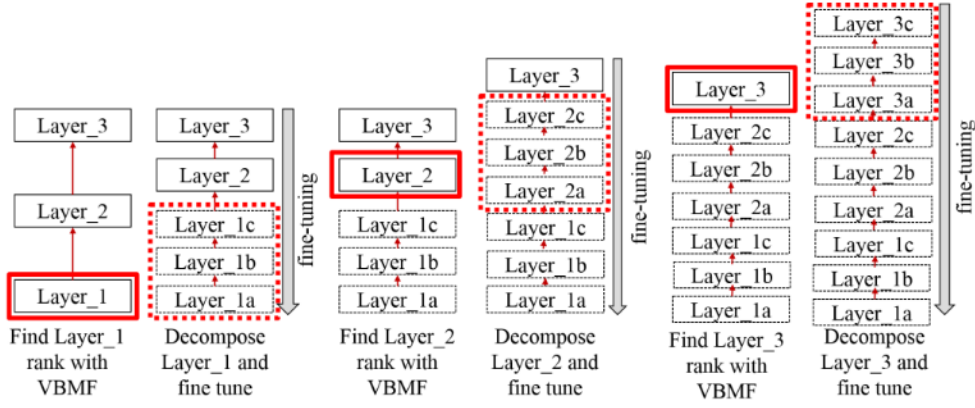 Layer_3
Layer_2
Layer_1
Find Layer_1
rank with
VBMF
Layer_3
Layer_2
Layer_1c
Layer_1b
Layer_1a
fine-tuning
Decompose
Layer_1 and
fine tune
Layer_3
Layer_2
Layer_1c
Layer_1b
Layer_1a
Find Layer_2
rank with
VBMF
Layer_3
Layer_2c
Layer_2b
Layer_2a
Layer_1c
Layer_1b
Layer_1a
fine-tuning
Decompose
Layer_2 and
fine tune
Layer_3
Layer_2c
Layer_2b
Layer_2a
Layer_1c
Layer_1b
Layer_1a
Find Layer_3
rank with
VBMF
Layer_3c
Layer_3b
Layer_3a
Layer_2c
Layer_2b
Layer_2a
Layer_1c
Layer_1b
Layer_1a
fine-tuning
Decompose
Layer_3 and
fine tune